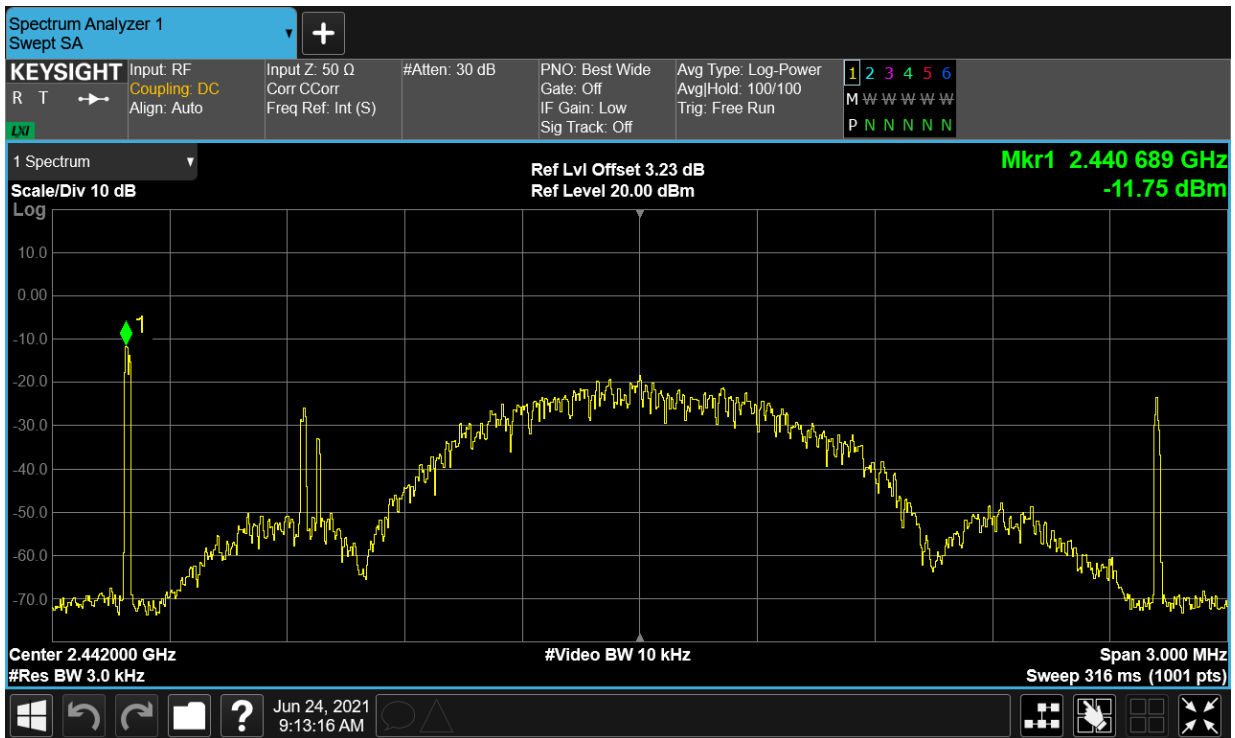 Spectrum Analyzer 1
Swept SA
KEYSIGHT
R T
LXI
Input: RF
Coupling: DC
Align: Auto
Input Z: 50 Ω
Corr CCorr
Freq Ref: Int (S)
#Atten: 30 dB
PNO: Best Wide
Gate: Off
IF Gain: Low
Sig Track: Off
Avg Type: Log-Power
Avg|Hold: 100/100
Trig: Free Run
1 2 3 4 5 6
M W W W W W
P N N N N N
1 Spectrum
Scale/Div 10 dB
Log
Ref Lvl Offset 3.23 dB
Ref Level 20.00 dBm
Mkr1 2.440 689 GHz
-11.75 dBm
10.0
0.00
1
-10.0
-20.0
-30.0
-40.0
-50.0
-60.0
-70.0
Center 2.442000 GHz
#Video BW 10 kHz
Span 3.000 MHz
#Res BW 3.0 kHz
Sweep 316 ms (1001 pts)
?
Jun 24, 2021
9:13:16 AM